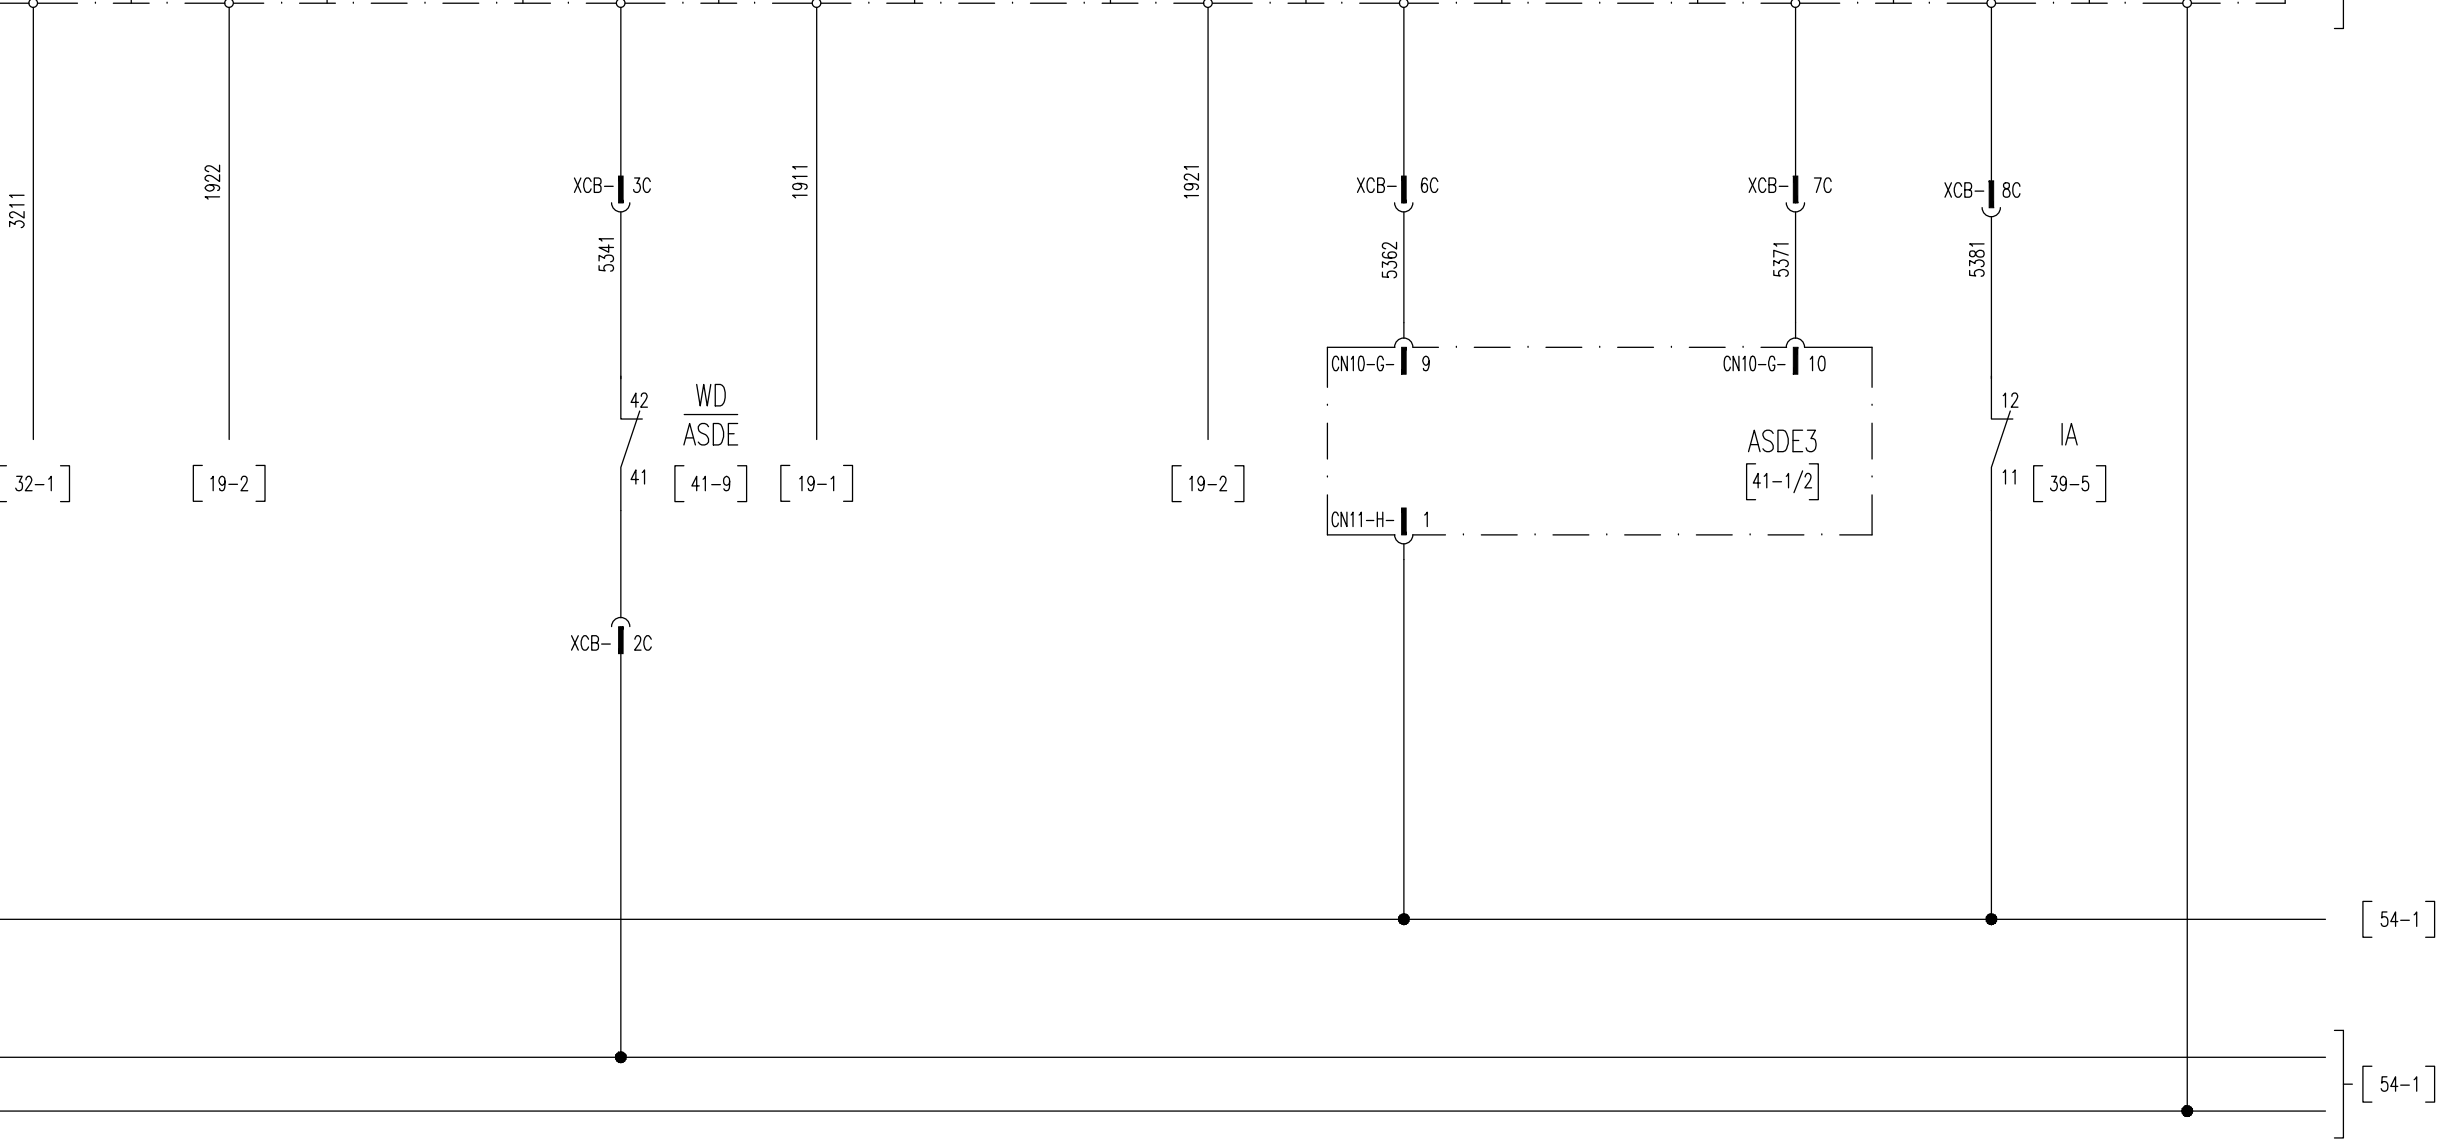 3211
1922
XCB- 3C
5341
1911
1921
XCB- 6C
5362
XCB- 7C
5371
XCB- 8C
5381
CN10-G- 9
CN10-G- 10
42
WD
ASDE
41
[32-1]
[19-2]
[41-9]
[19-1]
[19-2]
ASDE3
[41-1/2]
12
IA
11
[39-5]
CN11-H- 1
XCB- 2C
[54-1]
[54-1]